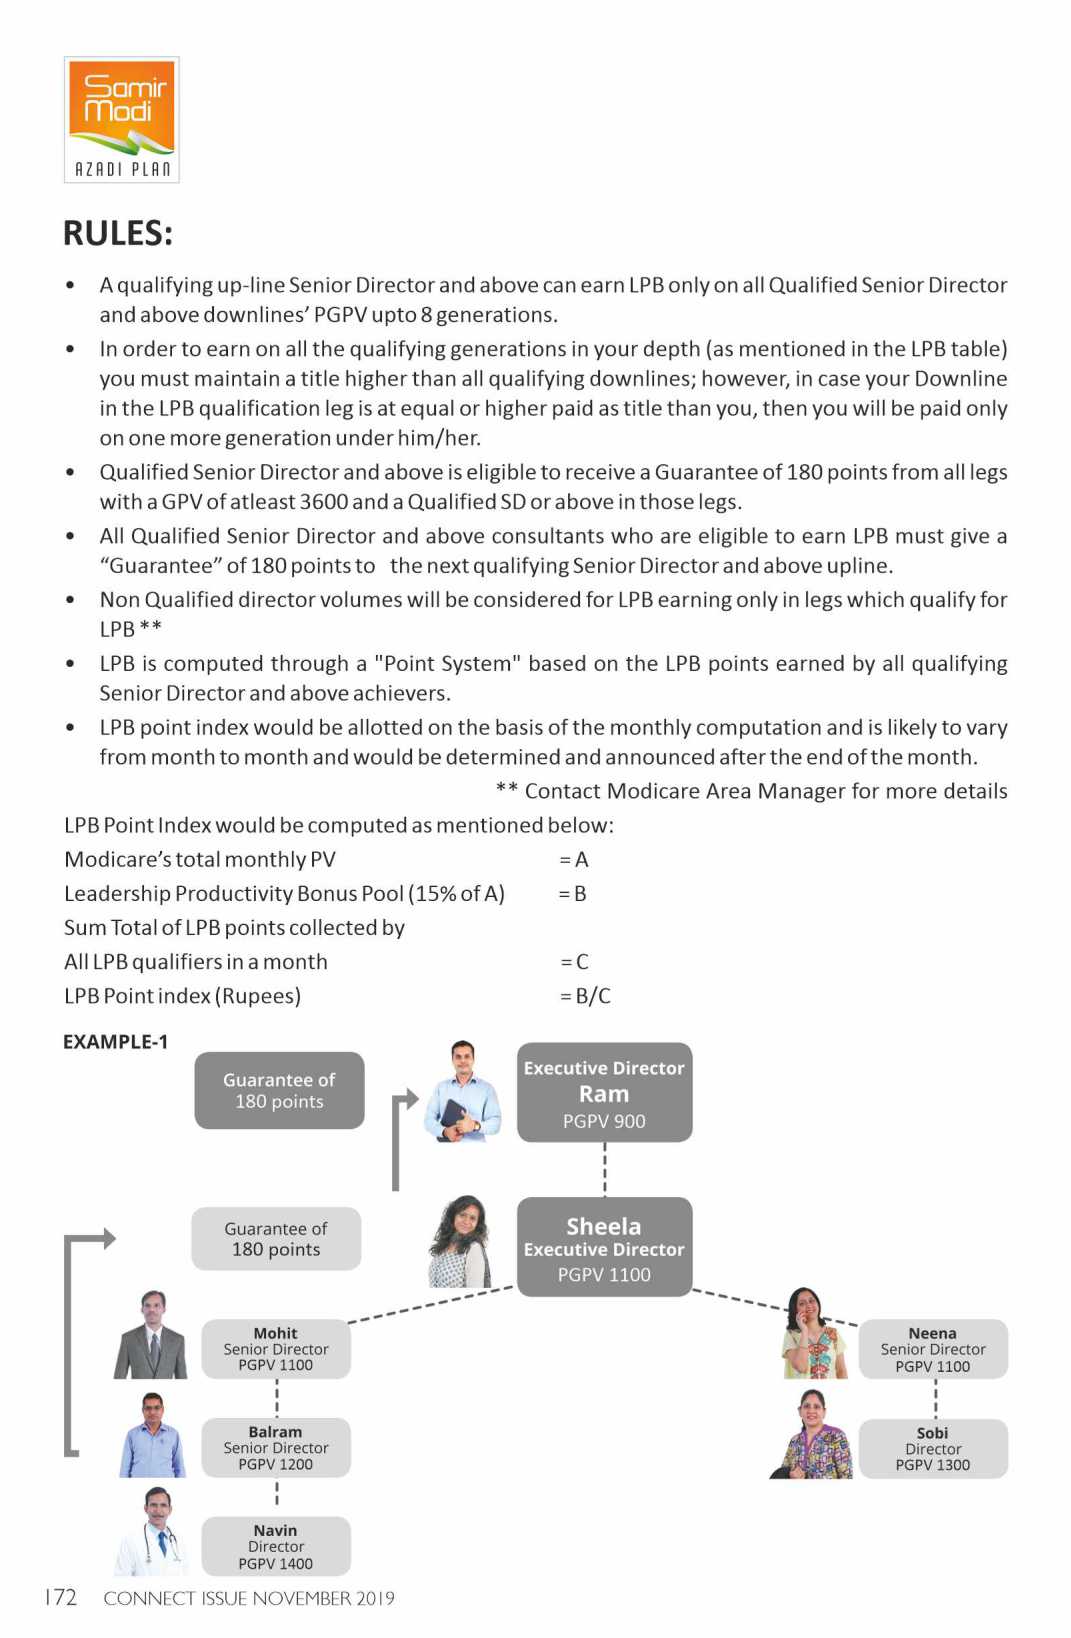 Samir
Modi
AZADI PLAN
RULES:
• A qualifying up-line Senior Director and above can earn LPB only on all Qualified Senior Director
and above downlines' PGPV upto 8 generations.
• In order to earn on all the qualifying generations in your depth (as mentioned in the LPB table)
you must maintain a title higher than all qualifying downlines; however, in case your Downline
in the LPB qualification leg is at equal or higher paid as title than you, then you will be paid only
on one more generation under him/her.
• Qualified Senior Director and above is eligible to receive a Guarantee of 180 points from all legs
with a GPV of atleast 3600 and a Qualified SD or above in those legs.
• All Qualified Senior Director and above consultants who are eligible to earn LPB must give a
“Guarantee” of 180 points to the next qualifying Senior Director and above upline.
• Non Qualified director volumes will be considered for LPB earning only in legs which qualify for
LPB **
• LPB is computed through a "Point System" based on the LPB points earned by all qualifying
Senior Director and above achievers.
• LPB point index would be allotted on the basis of the monthly computation and is likely to vary
from month to month and would be determined and announced after the end of the month.
** Contact Modicare Area Manager for more details
LPB Point Index would be computed as mentioned below:
Modicare’s total monthly PV = A
Leadership Productivity Bonus Pool (15% of A) = B
Sum Total of LPB points collected by
All LPB qualifiers in a month = C
LPB Point index (Rupees) = B/C
EXAMPLE-1
Guarantee of
180 points
Executive Director
Ram
PGPV 900
Guarantee of
180 points
Sheela
Executive Director
PGPV 1100
Mohit
Senior Director
PGPV 1100
Neena
Senior Director
PGPV 1100
Balram
Senior Director
PGPV 1200
Sobi
Director
PGPV 1300
Navin
Director
PGPV 1400
172 CONNECT ISSUE NOVEMBER 2019